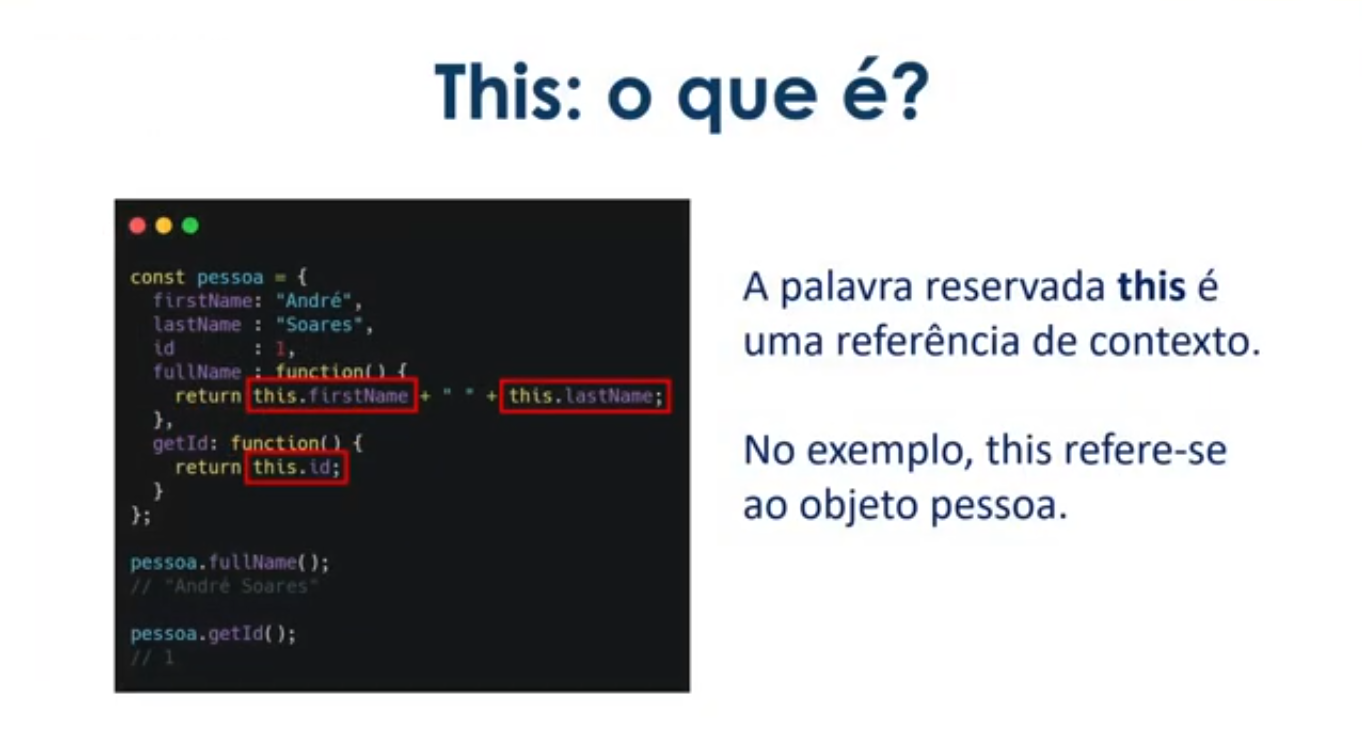 This: o que é?
const pessoa = {
  firstName: "André",
  lastName : "Soares",
  id       : 1,
  fullName : function() {
    return this.firstName + " " + this.lastName;
  },
  getId: function() {
    return this.id;
  }
};
pessoa.fullName();
// "André Soares"
pessoa.getId();
// 1
A palavra reservada this é
uma referência de contexto.
No exemplo, this refere-se
ao objeto pessoa.